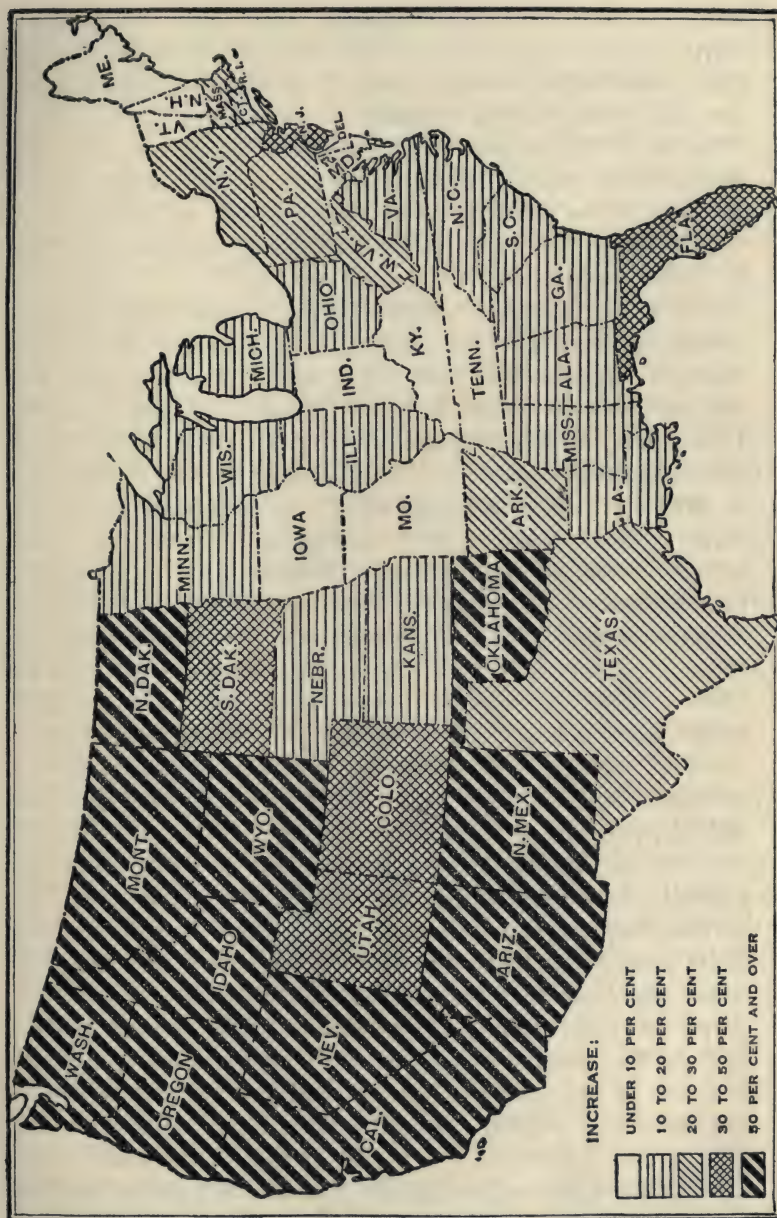 WASH.
OREGON
CAL.
NEV.
IDAHO
MONT.
WYO.
UTAH
COLO.
ARIZ.
N. MEX.
N. DAK.
S. DAK.
NEBR.
KANS.
OKLAHOMA
TEXAS
MINN.
IOWA
MO.
ARK.
LA.
WIS.
ILL.
MICH.
IND.
OHIO
KY.
TENN.
MISS.
ALA.
GA.
FLA.
S.C.
N.C.
VA.
W. VA.
MD.
DEL.
PA.
N.J.
N.Y.
CT.
R.I.
MASS.
VT.
N.H.
ME.
INCREASE:
UNDER 10 PER CENT
10 TO 20 PER CENT
20 TO 30 PER CENT
30 TO 50 PER CENT
50 PER CENT AND OVER